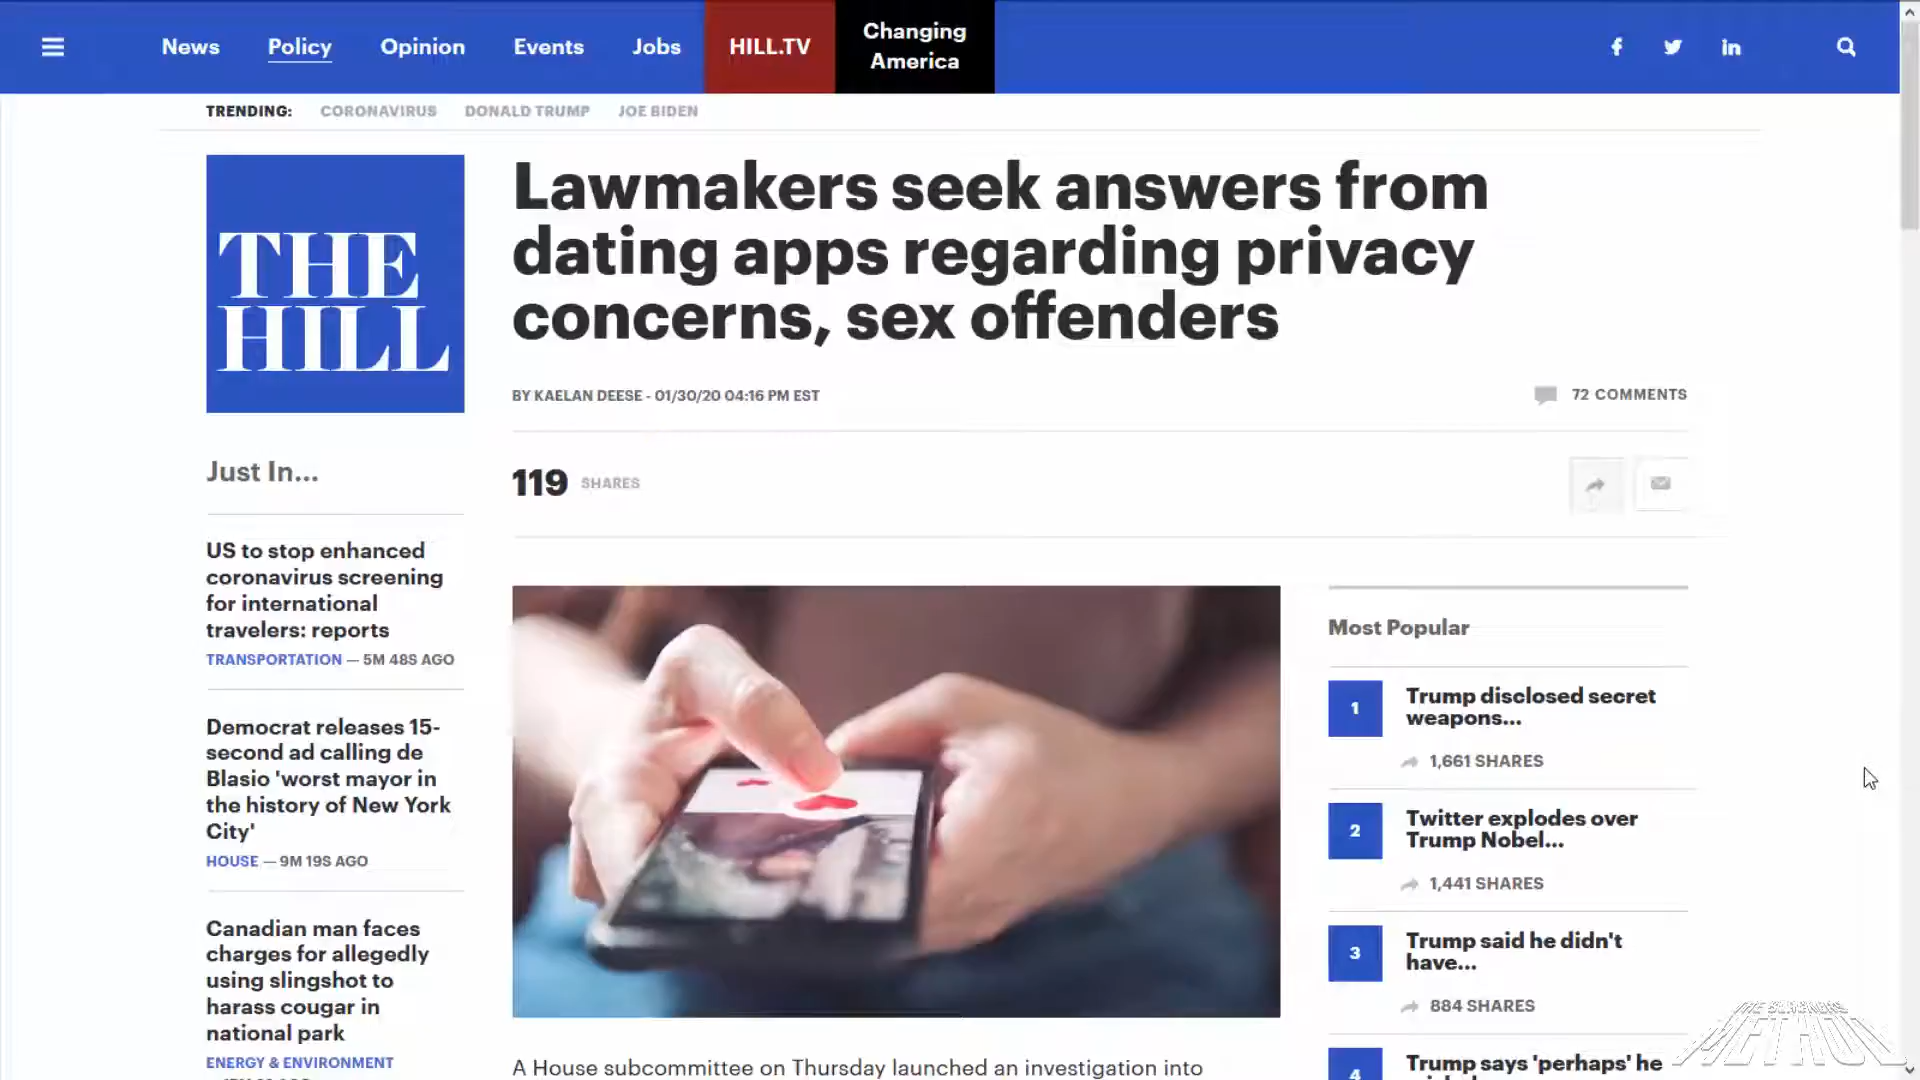 News
Policy
Opinion
Events
Jobs
HILL.TV
Changing
America
TRENDING:
CORONAVIRUS
DONALD TRUMP
JOE BIDEN
THE
HILL
Lawmakers seek answers from
dating apps regarding privacy
concerns, sex offenders
BY KAELAN DEESE - 01/30/20 04:16 PM EST
72 COMMENTS
119 SHARES
Just In...
US to stop enhanced
coronavirus screening
for international
travelers: reports
TRANSPORTATION — 5M 48S AGO
Democrat releases 15-
second ad calling de
Blasio 'worst mayor in
the history of New York
City'
HOUSE — 9M 19S AGO
Canadian man faces
charges for allegedly
using slingshot to
harass cougar in
national park
ENERGY & ENVIRONMENT
A House subcommittee on Thursday launched an investigation into
Most Popular
1
Trump disclosed secret
weapons...
1,661 SHARES
2
Twitter explodes over
Trump Nobel...
1,441 SHARES
3
Trump said he didn't
have...
884 SHARES
4
Trump says 'perhaps' he